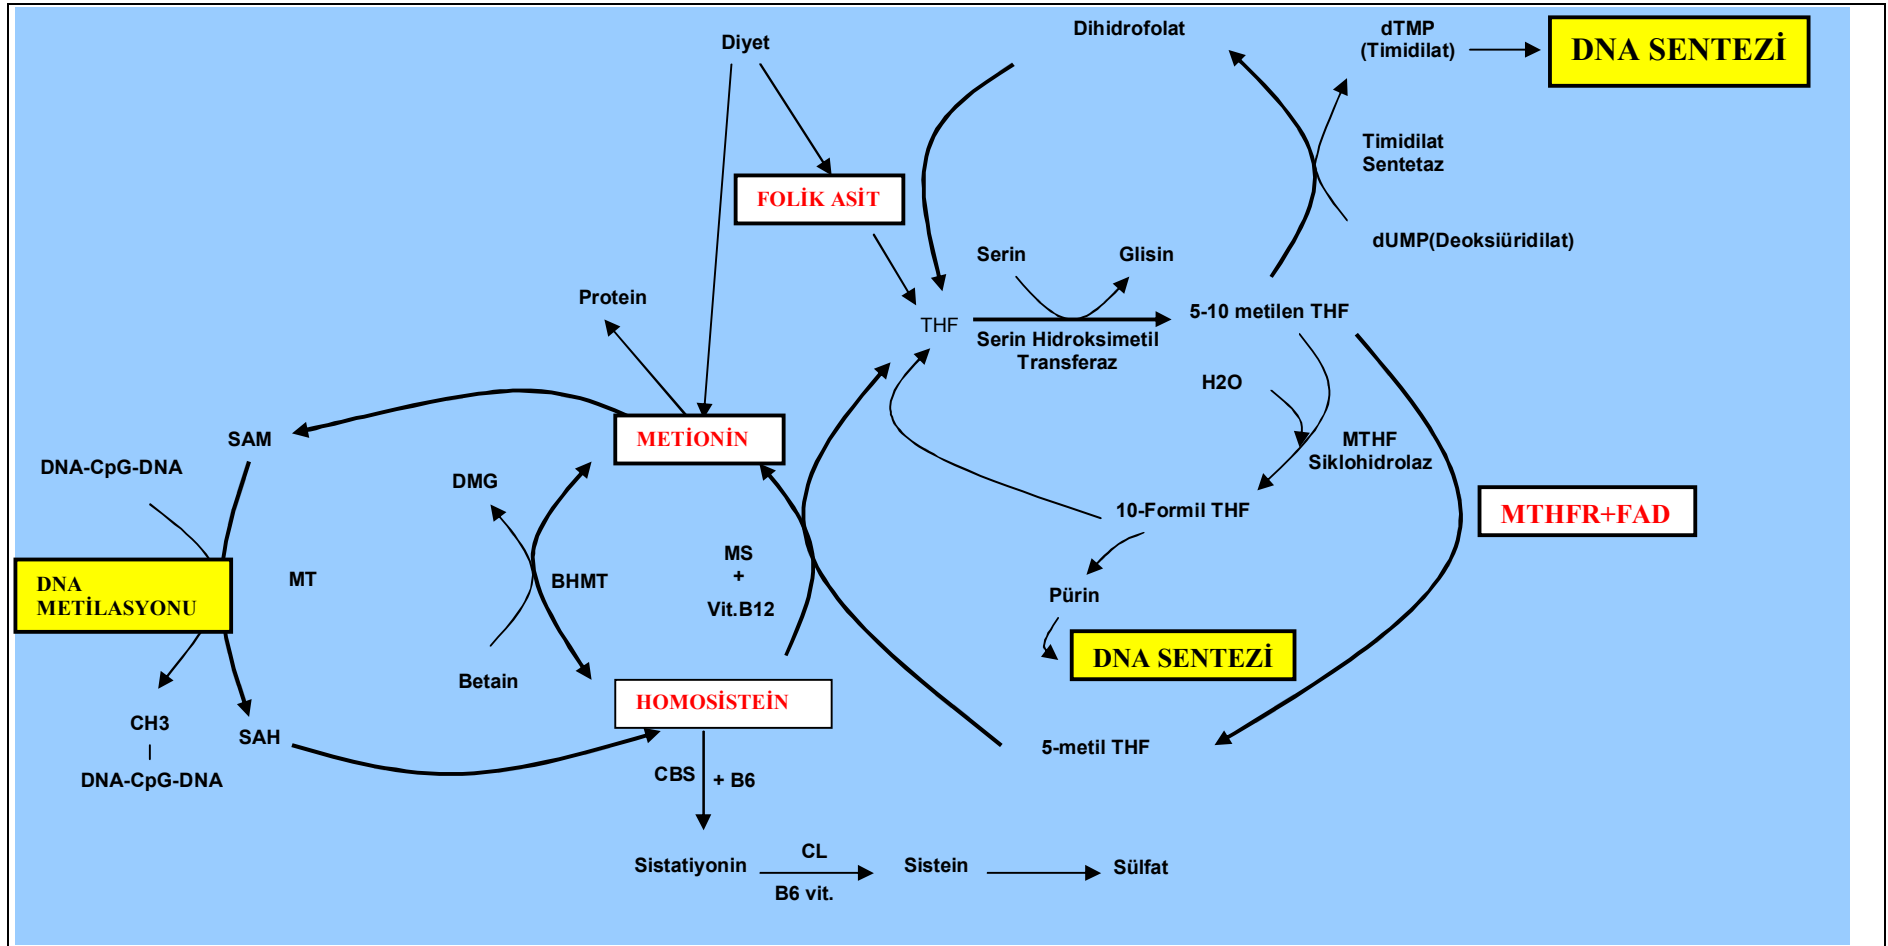 Diyet
Dihidrofolat
dTMP
(Timidilat)
DNA SENTEZİ
Timidilat
Sentetaz
FOLİK ASİT
dUMP(Deoksiüridilat)
Serin
Glisin
Protein
THF
5-10 metilen THF
Serin Hidroksimetil
Transferaz
H2O
SAM
METİONİN
MTHF
Siklohidrolaz
DNA-CpG-DNA
DMG
10-Formil THF
MTHFR+FAD
DNA
METİLASYONU
MT
BHMT
MS
+
Vit.B12
Pürin
DNA SENTEZİ
Betain
HOMOSİSTEİN
CH3
|
DNA-CpG-DNA
SAH
5-metil THF
CBS
+ B6
Sistatiyonin
CL
B6 vit.
Sistein
Sülfat